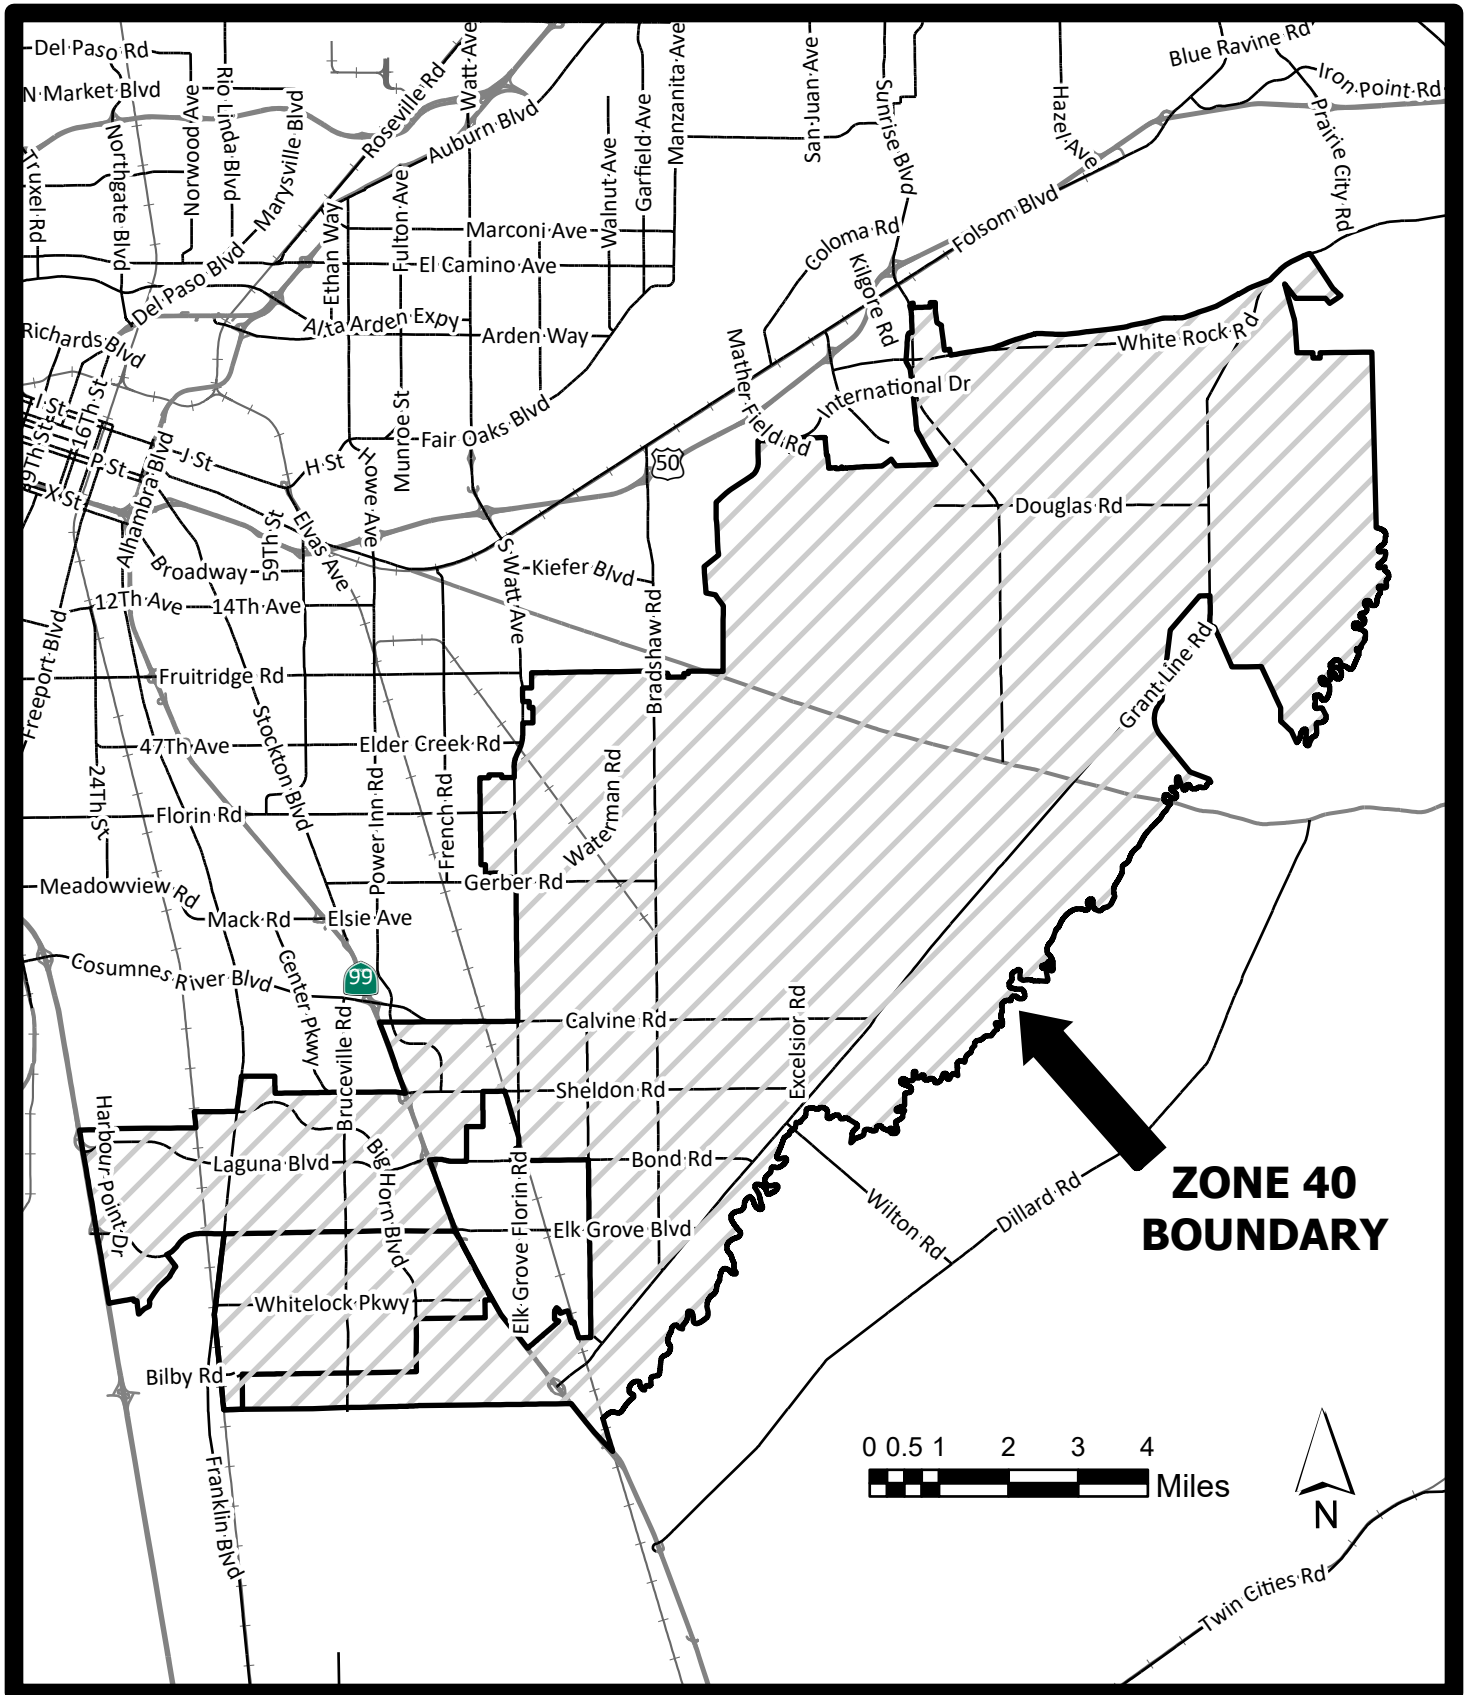 Del Paso Rd
N Market Blvd
Truxel Rd
Northgate Blvd
Norwood Ave
Rio Linda Blvd
Marysville Blvd
Roseville Rd
Watt Ave
Auburn Blvd
Fulton Ave
Ethan Way
Walnut Ave
Garfield Ave
Manzanita Ave
San Juan Ave
Sunrise Blvd
Hazel Ave
Blue Ravine Rd
Iron Point Rd
Prairie City Rd
Marconi Ave
El Camino Ave
Del Paso Blvd
Alta Arden Expy
Arden Way
Coloma Rd
Folsom Blvd
Kilgore Rd
Richards Blvd
White Rock Rd
Mather Field Rd
International Dr
I St
16Th St
9Th St
P St
X St
J St
H St
Alhambra Blvd
Howe Ave
Munroe St
Fair Oaks Blvd
50
Douglas Rd
59Th St
Elvas Ave
Broadway
S Watt Ave
Kiefer Blvd
12Th Ave
14Th Ave
Bradshaw Rd
Freeport Blvd
Fruitridge Rd
Grant Line Rd
Stockton Blvd
47Th Ave
Elder Creek Rd
24Th St
Florin Rd
Power Inn Rd
French Rd
Waterman Rd
Meadowview Rd
Gerber Rd
Mack Rd
Elsie Ave
Cosumnes River Blvd
Center Pkwy
99
Bruceville Rd
Calvine Rd
Excelsior Rd
Sheldon Rd
Harbour Point Dr
Laguna Blvd
Big Horn Blvd
Elk Grove Florin Rd
Bond Rd
Elk Grove Blvd
Wilton Rd
Dillard Rd
ZONE 40
BOUNDARY
Whitelock Pkwy
Bilby Rd
Franklin Blvd
0 0.5 1 2 3 4
Miles
N
Twin Cities Rd